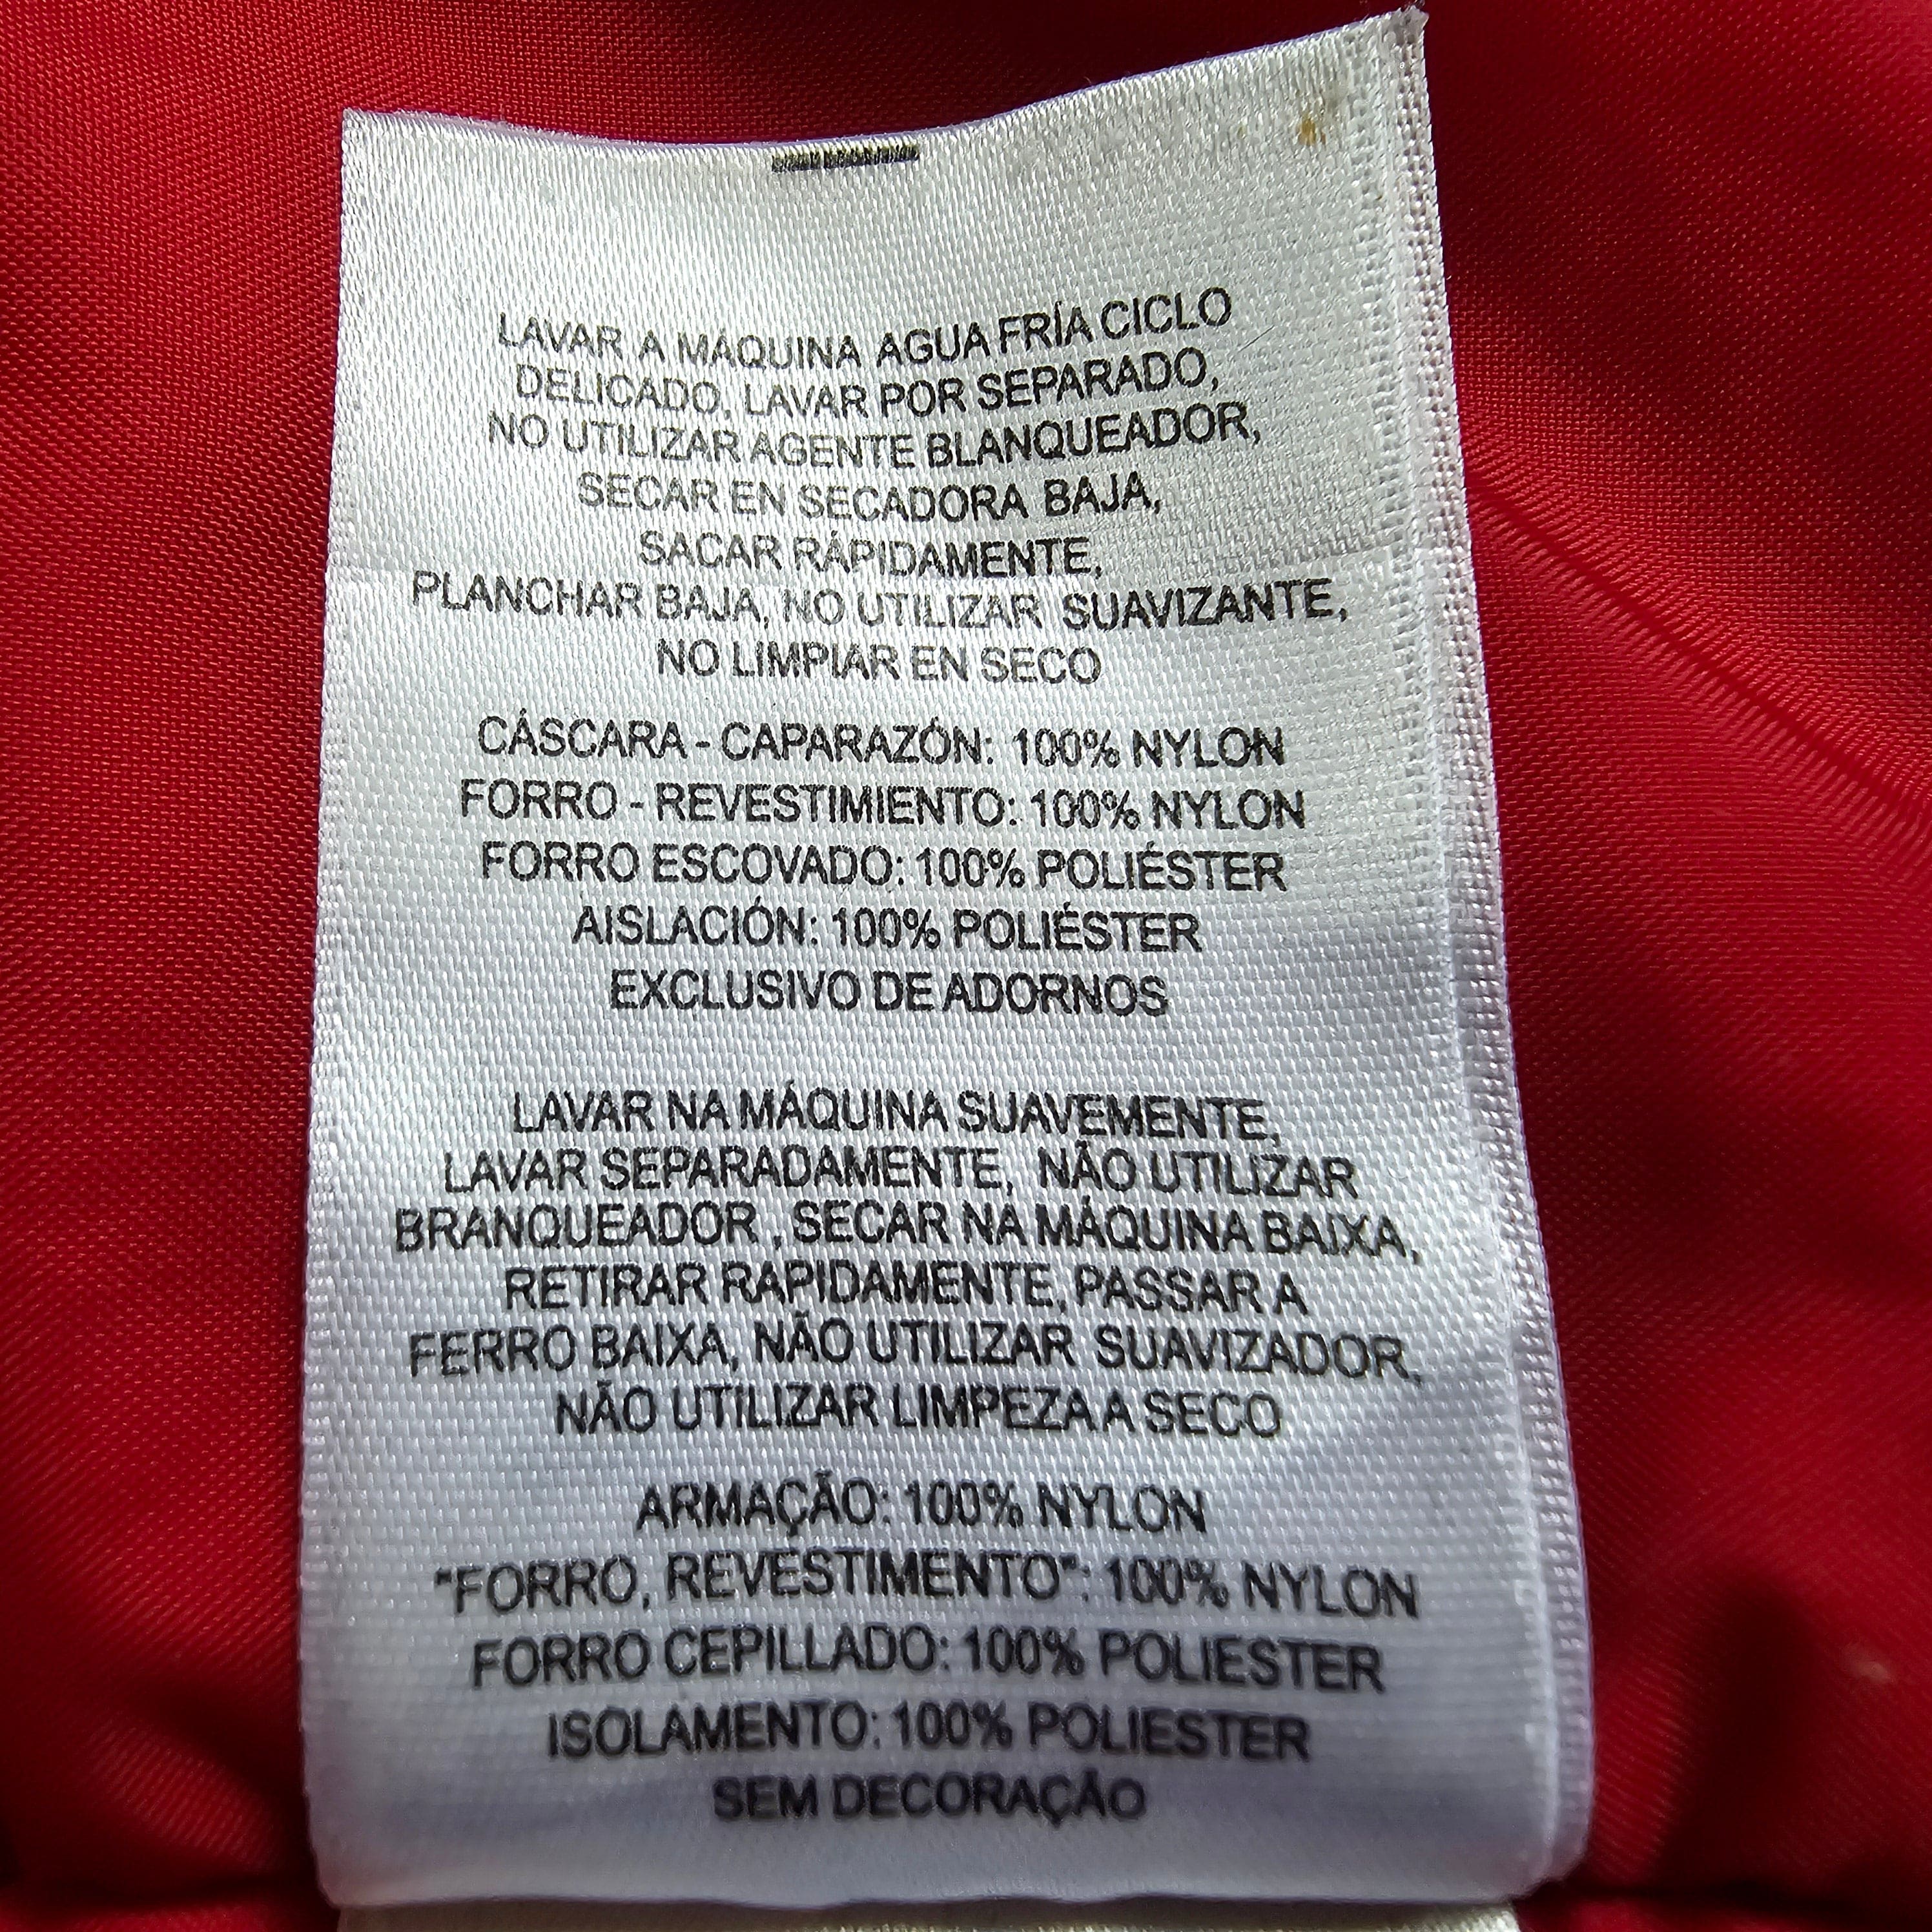 LAVAR A MÁQUINA AGUA FRÍA CICLO
DELICADO, LAVAR POR SEPARADO,
NO UTILIZAR AGENTE BLANQUEADOR,
SECAR EN SECADORA BAJA,
SACAR RÁPIDAMENTE,
PLANCHAR BAJA, NO UTILIZAR SUAVIZANTE,
NO LIMPIAR EN SECO
CÁSCARA - CAPARAZÓN: 100% NYLON
FORRO - REVESTIMIENTO: 100% NYLON
FORRO ESCOVADO: 100% POLIÉSTER
AISLACIÓN: 100% POLIÉSTER
EXCLUSIVO DE ADORNOS
LAVAR NA MÁQUINA SUAVEMENTE,
LAVAR SEPARADAMENTE, NÃO UTILIZAR
BRANQUEADOR, SECAR NA MÁQUINA BAIXA,
RETIRAR RAPIDAMENTE, PASSAR A
FERRO BAIXA, NÃO UTILIZAR SUAVIZADOR,
NÃO UTILIZAR LIMPEZA A SECO
ARMAÇÃO: 100% NYLON
"FORRO, REVESTIMENTO": 100% NYLON
FORRO CEPILLADO: 100% POLIESTER
ISOLAMENTO: 100% POLIESTER
SEM DECORAÇÃO